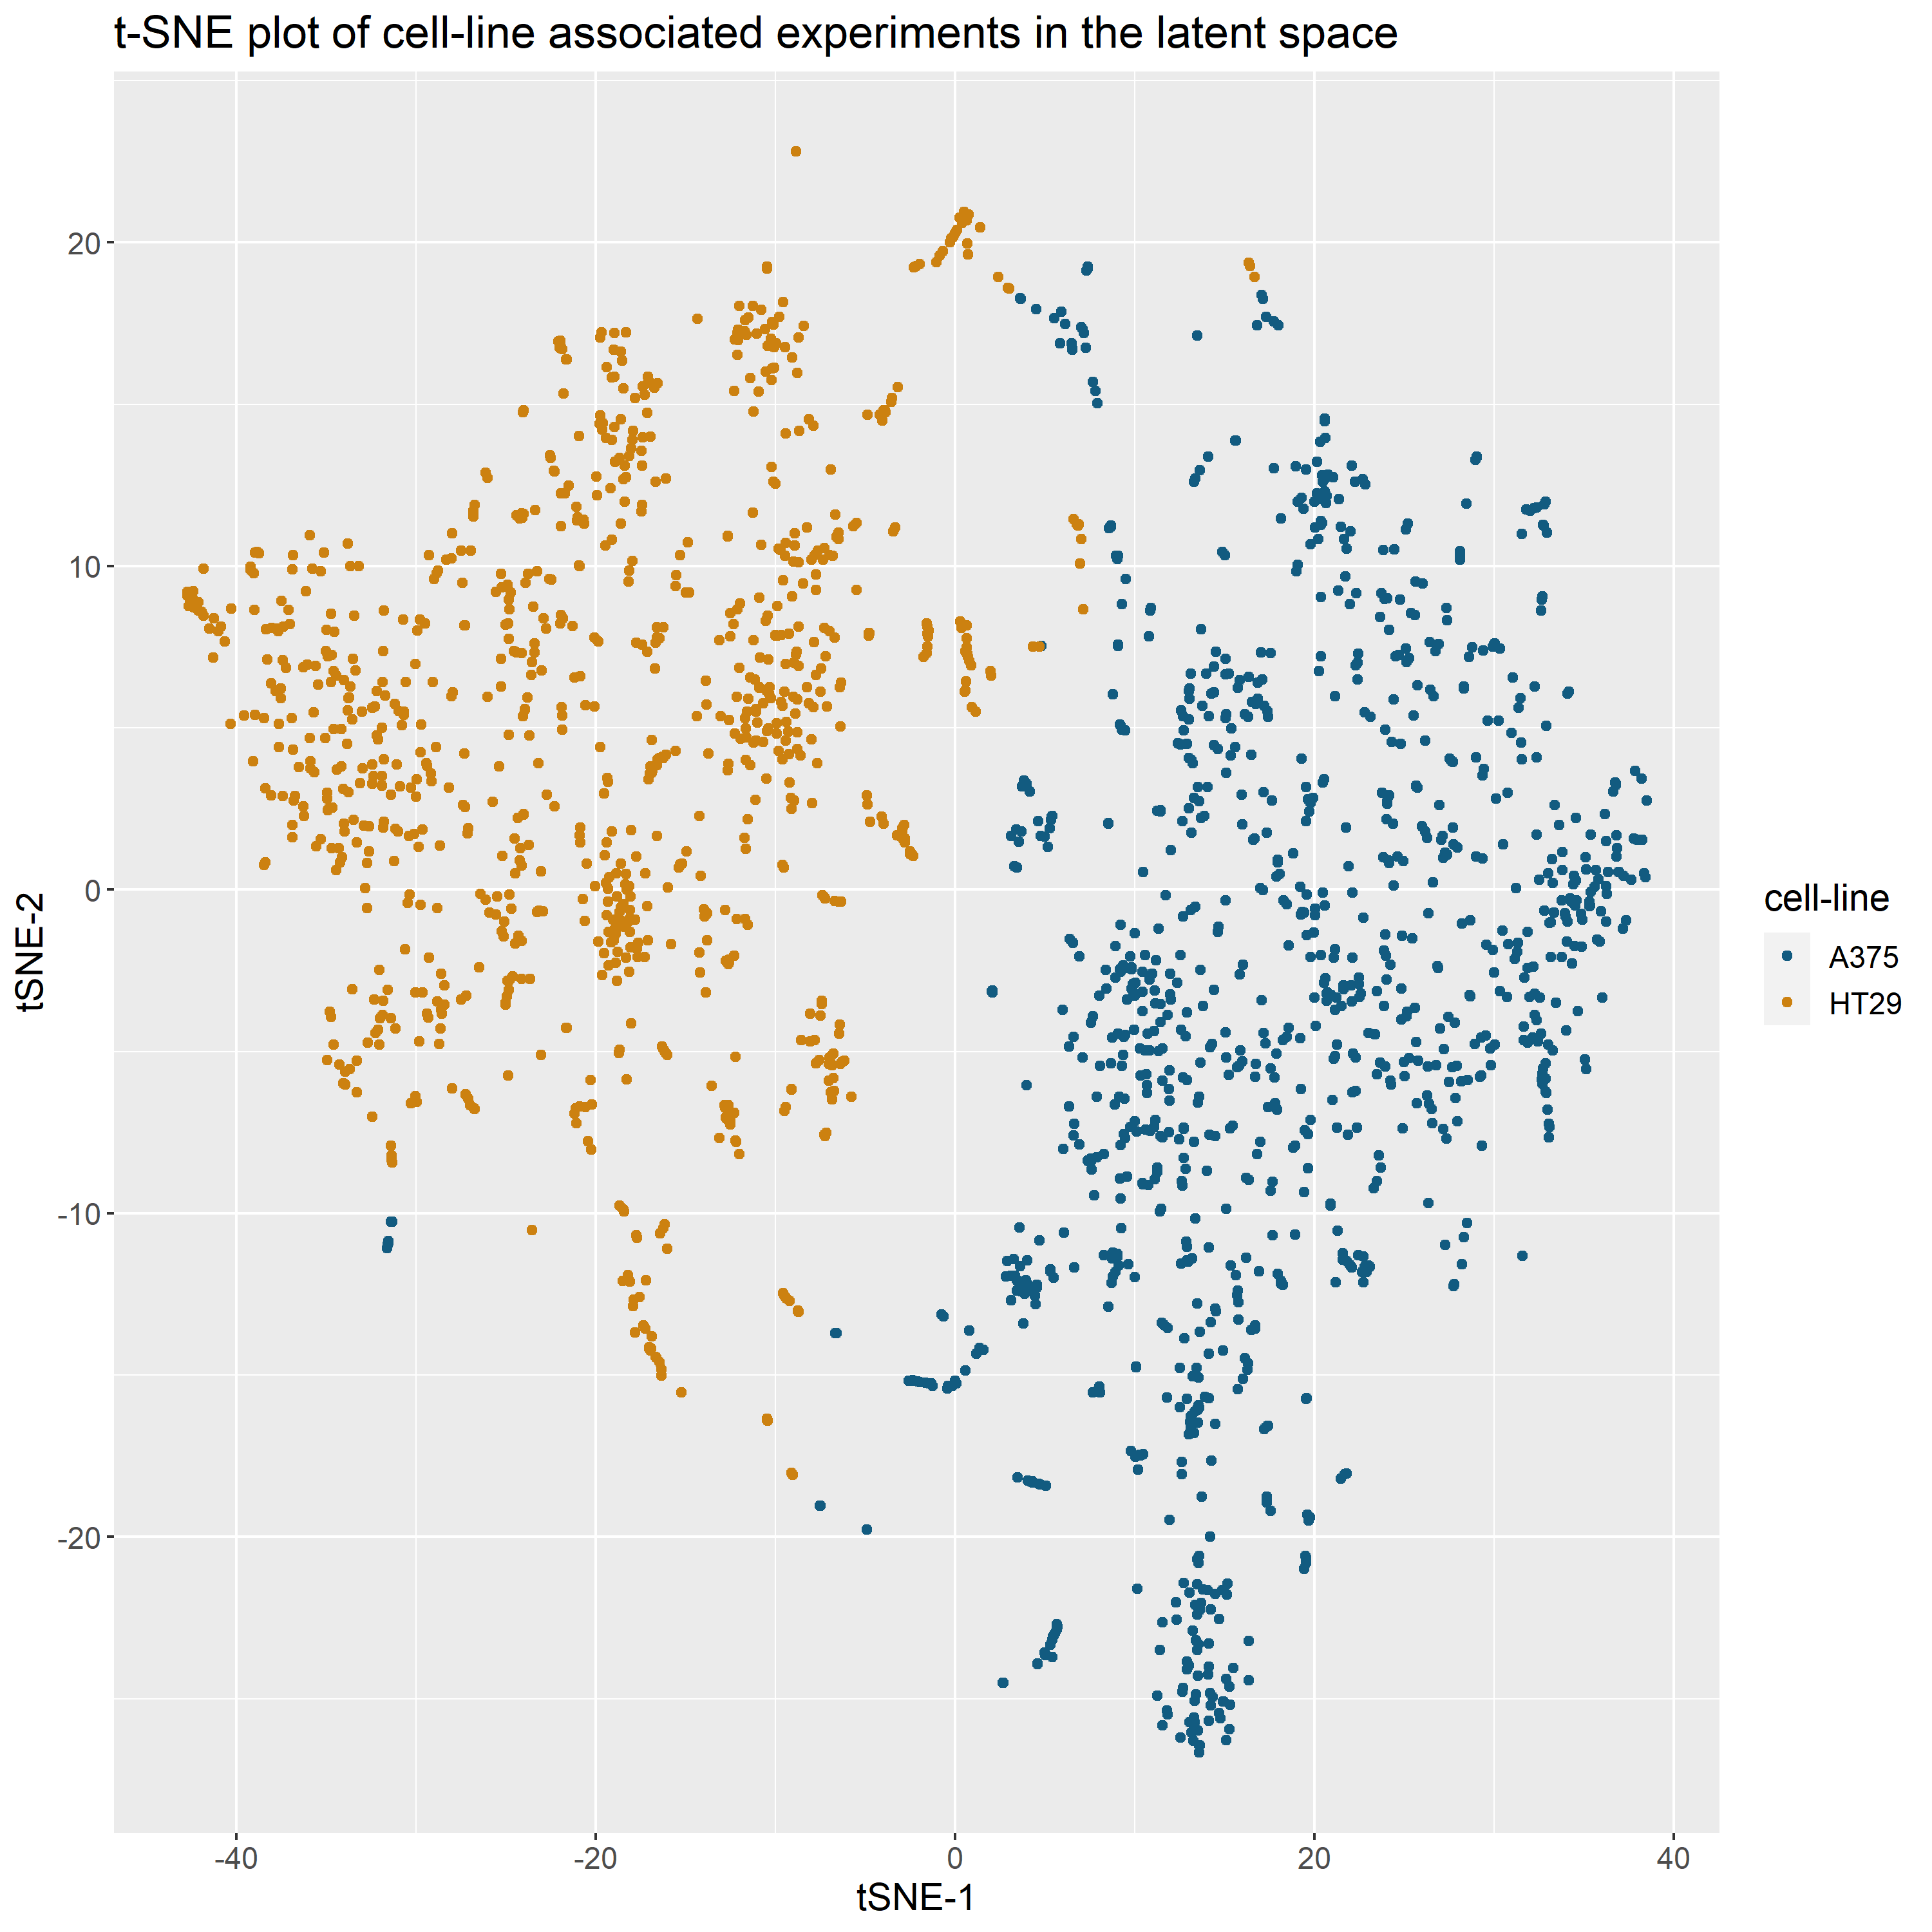 t-SNE plot of cell-line associated experiments in the latent space
tSNE-2
20
10
0
-10
-20
-40
-20
0
20
40
tSNE-1
cell-line
A375
HT29